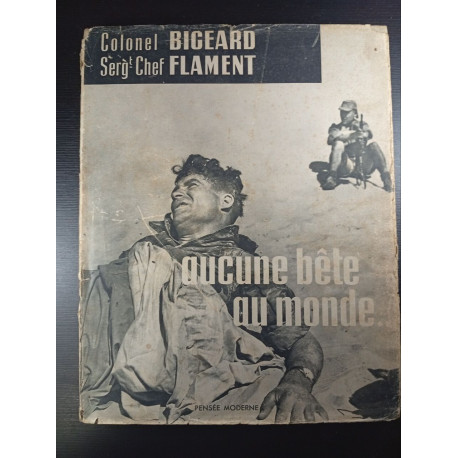 Colonel BIGEARD
Sergt Chef FLAMENT
aucune bête
au monde...
PENSÉE MODERNE